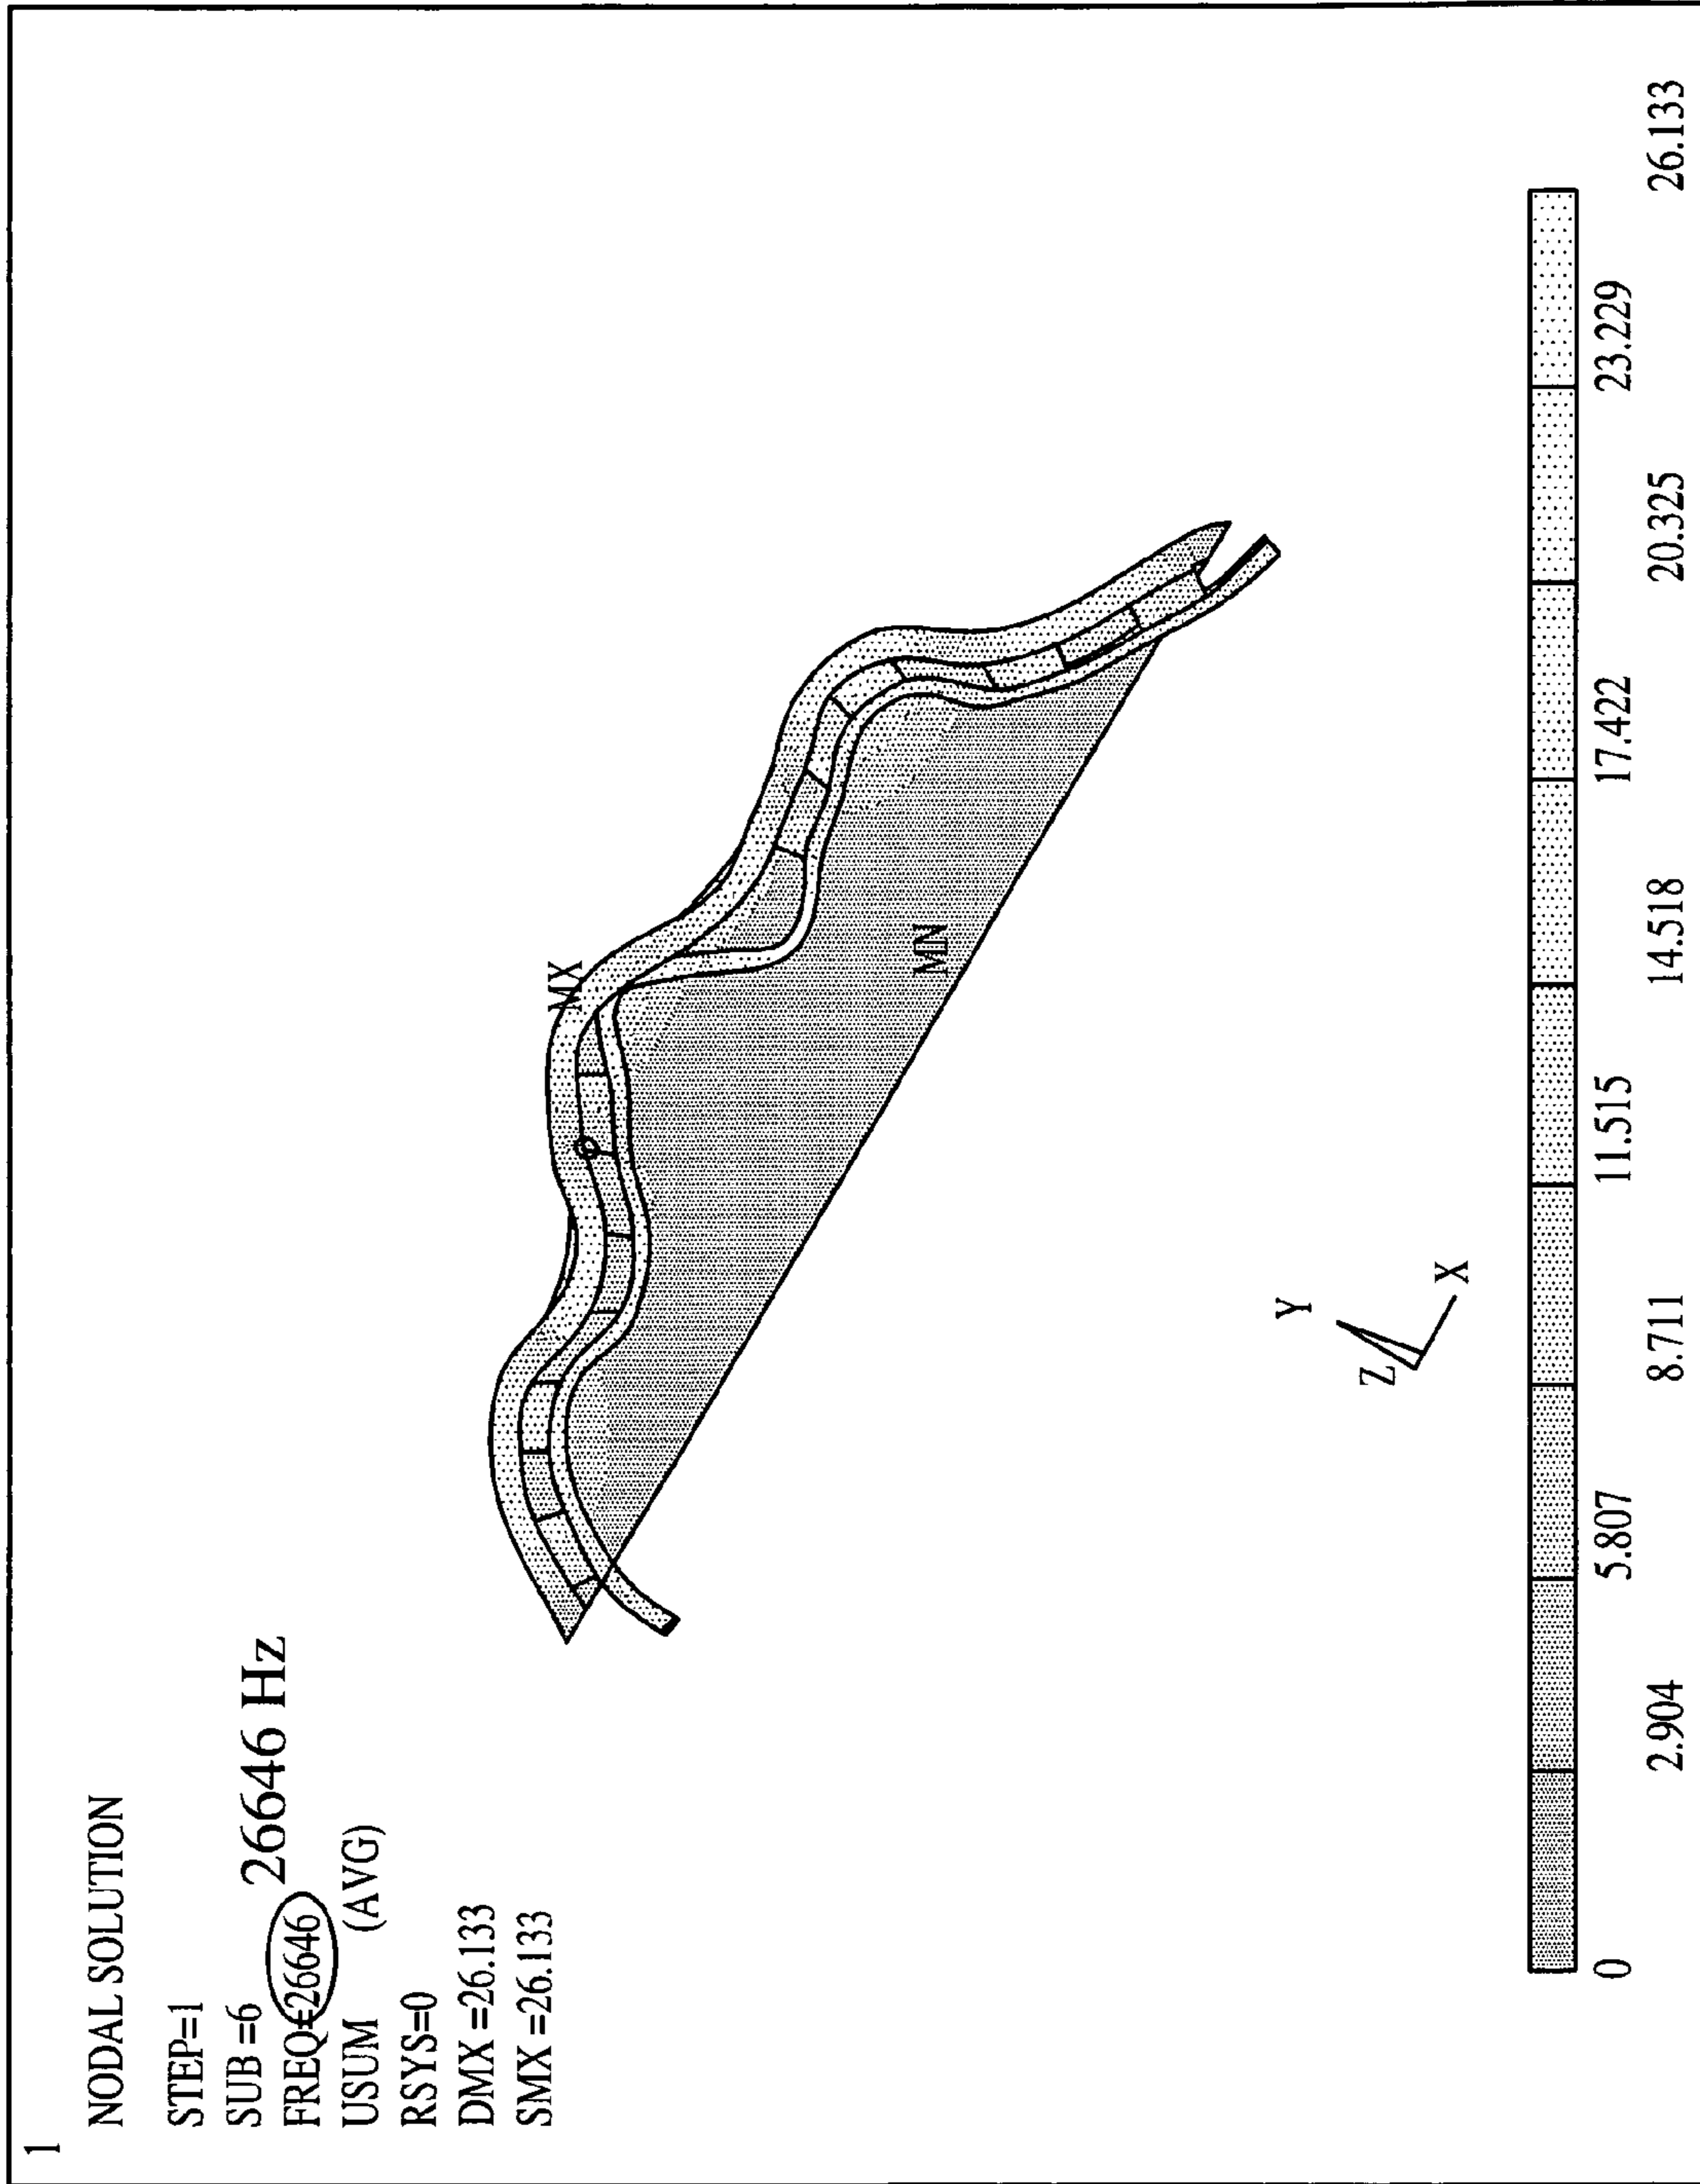 1
NODAL SOLUTION
STEP=1
SUB =6
FREQ=26646 26646 Hz
USUM (AVG)
RSYS=0
DMX =26.133
SMX =26.133
MX
MN
Y
Z
X
0 5.807 11.515 17.422 23.229
2.904 8.711 14.518 20.325 26.133